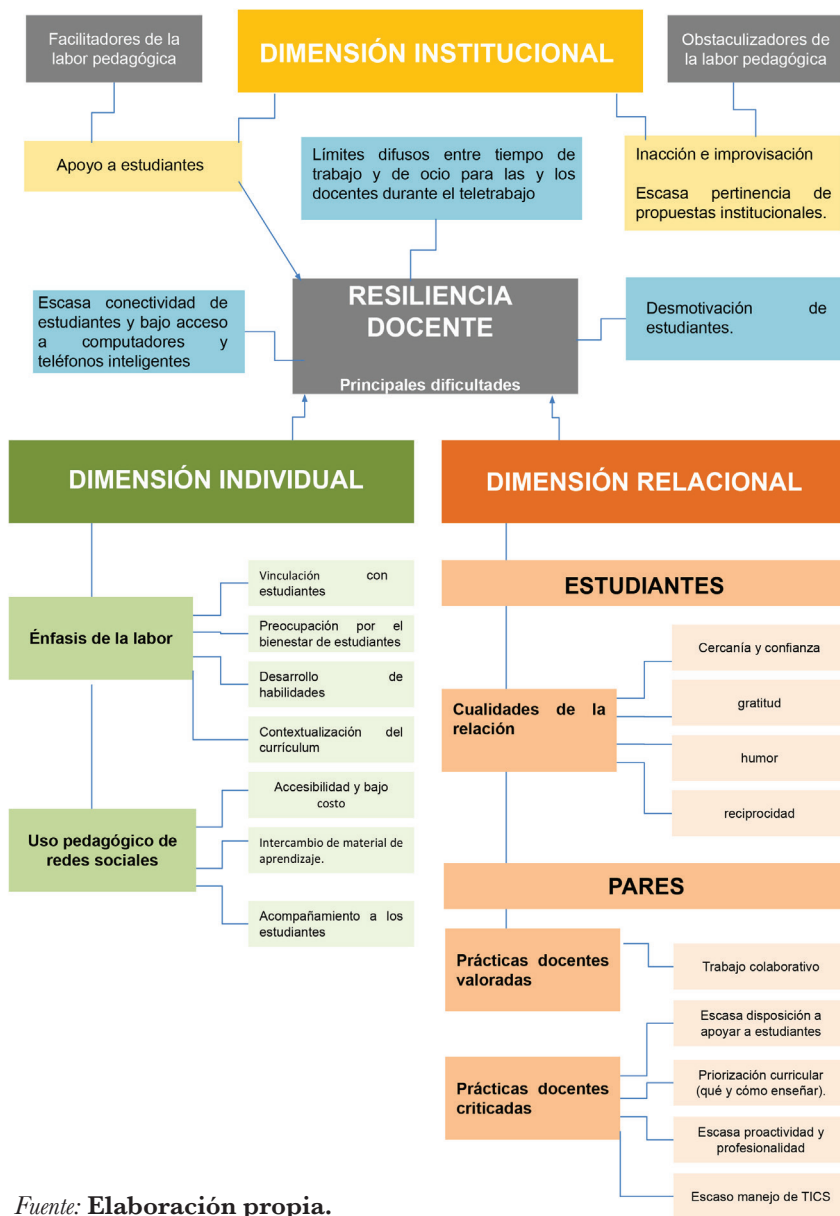 Facilitadores de la
labor pedagógica
DIMENSIÓN INSTITUCIONAL
Obstaculizadores de
la labor pedagógica
Apoyo a estudiantes
Límites difusos entre tiempo de
trabajo y de ocio para las y los
docentes durante el teletrabajo
Inacción e improvisación
Escasa pertinencia de
propuestas institucionales.
Escasa conectividad de
estudiantes y bajo acceso
a computadores y
teléfonos inteligentes
RESILIENCIA
DOCENTE
Principales dificultades
Desmotivación de
estudiantes.
DIMENSIÓN INDIVIDUAL
Énfasis de la labor
Vinculación con
estudiantes
Preocupación por el
bienestar de estudiantes
Desarrollo de
habilidades
Contextualización del
currículum
Uso pedagógico de
redes sociales
Accesibilidad y bajo
costo
Intercambio de material de
aprendizaje.
Acompañamiento a los
estudiantes
DIMENSIÓN RELACIONAL
ESTUDIANTES
Cualidades de la
relación
Cercanía y confianza
gratitud
humor
reciprocidad
PARES
Prácticas docentes
valoradas
Trabajo colaborativo
Prácticas docentes
criticadas
Escasa disposición a
apoyar a estudiantes
Priorización curricular
(qué y cómo enseñar).
Escasa proactividad y
profesionalidad
Escaso manejo de TICS
Fuente: Elaboración propia.